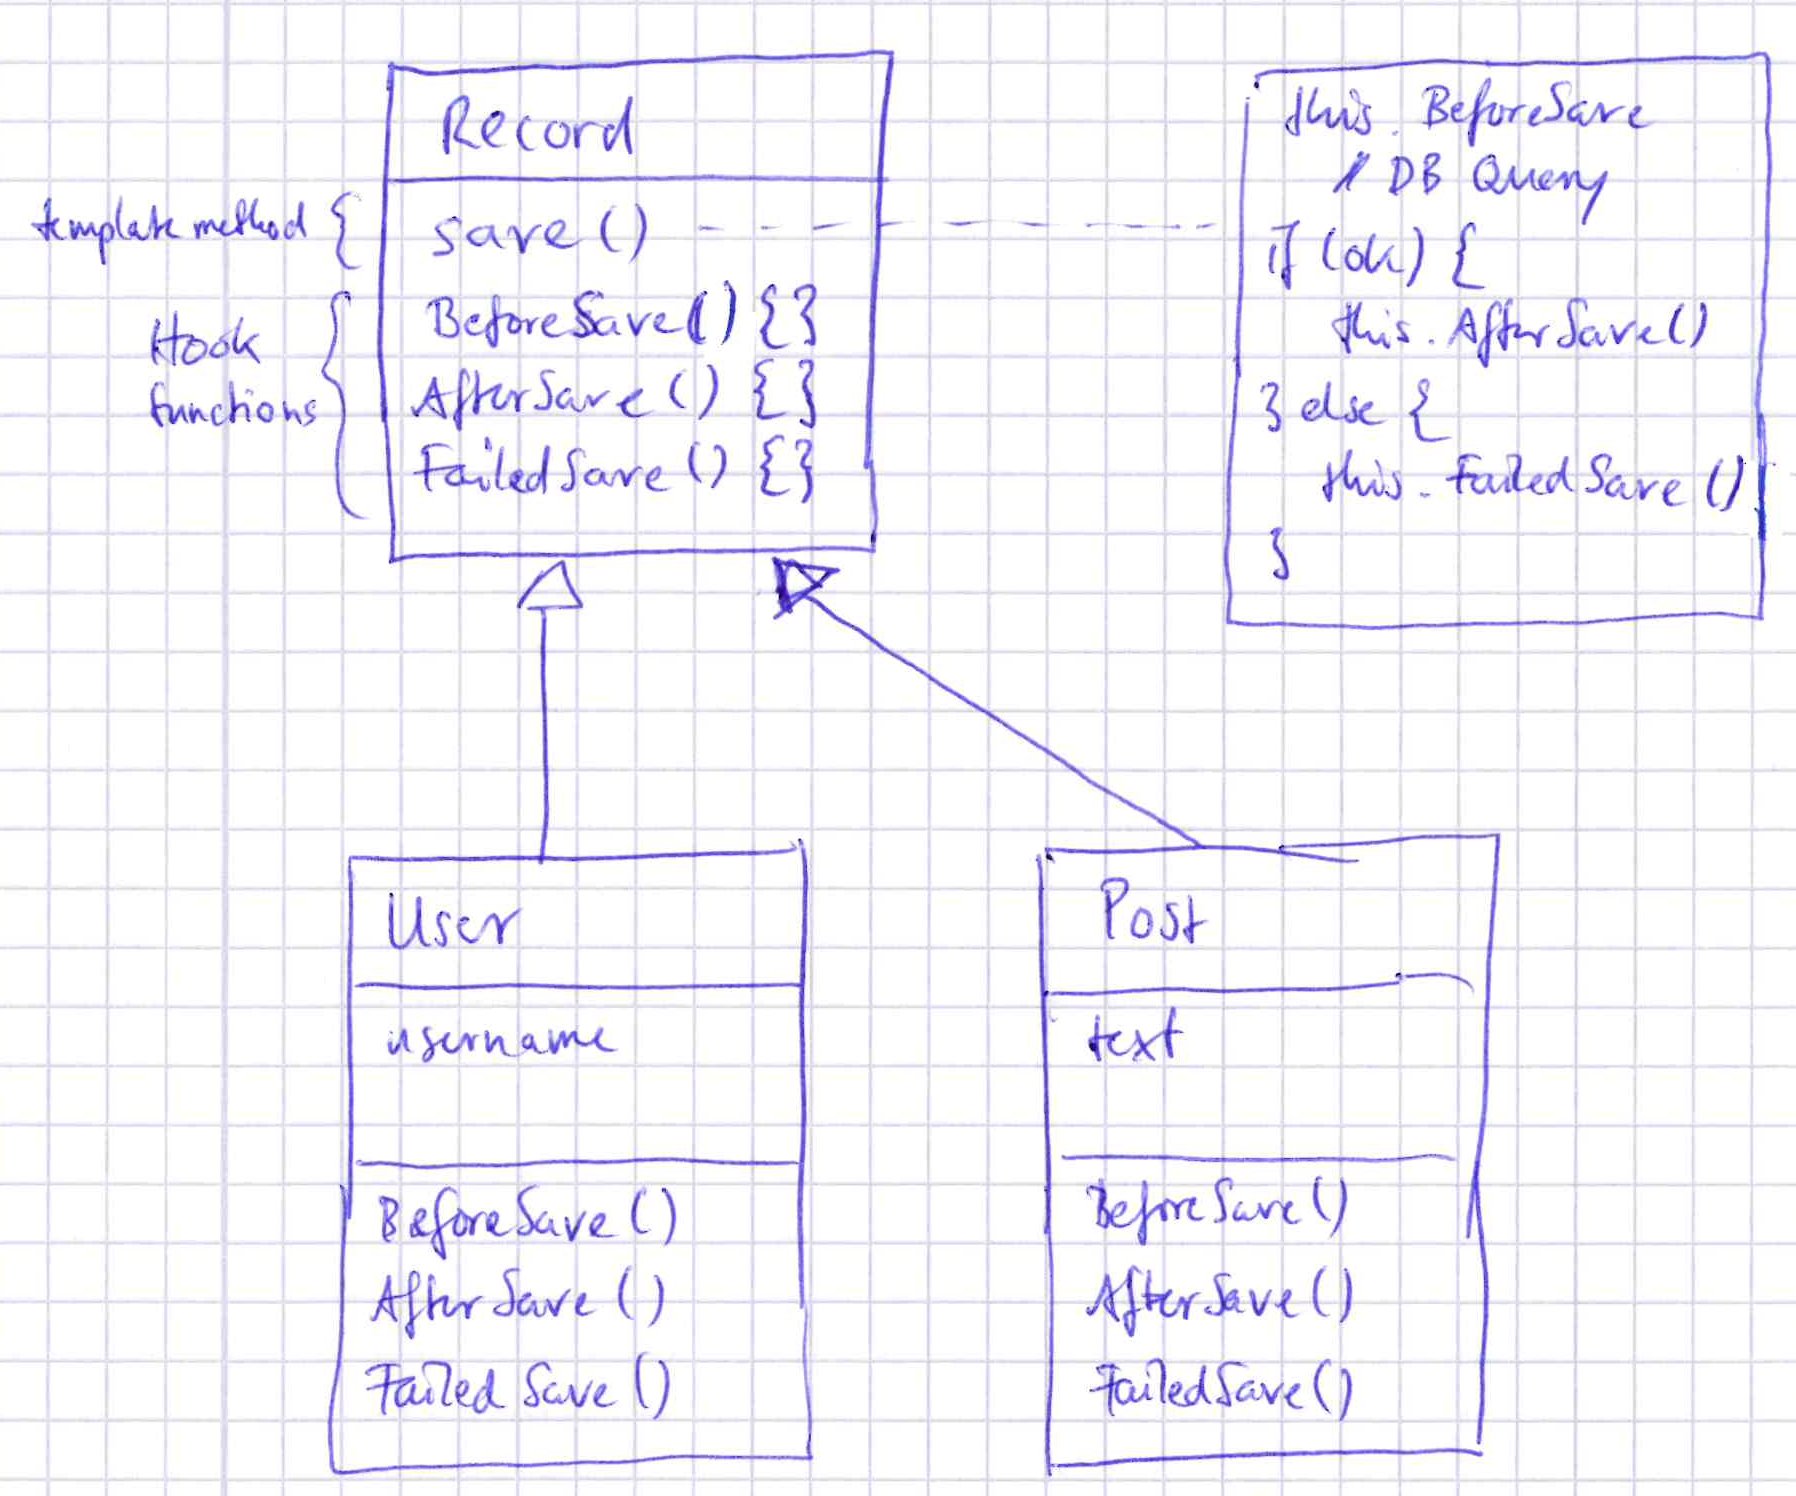 Record
template method {
save()
Hook
functions
{
BeforeSave() {}
AfterSave() {}
FailedSave() {}
this. BeforeSave
// DB Query
if (ok) {
this. AfterSave()
} else {
this. FailedSave()
}
User
username
BeforeSave()
AfterSave()
FailedSave()
Post
text
BeforeSave()
AfterSave()
FailedSave()